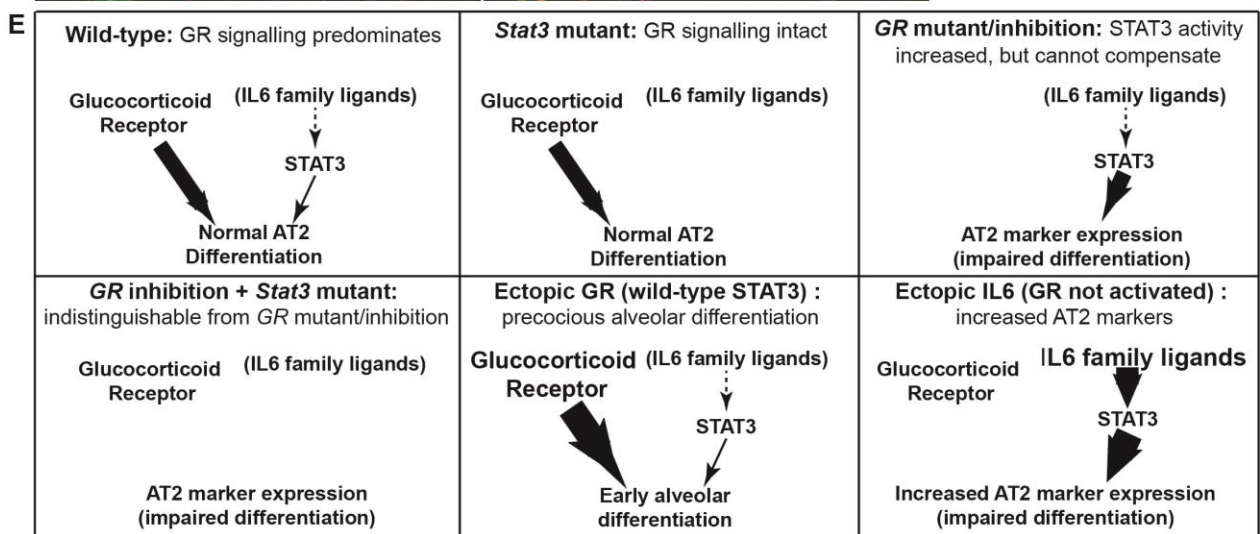 E
Wild-type: GR signalling predominates
Glucocorticoid
Receptor
(IL6 family ligands)
STAT3
Normal AT2
Differentiation
Stat3 mutant: GR signalling intact
Glucocorticoid
Receptor
(IL6 family ligands)
Normal AT2
Differentiation
GR mutant/inhibition: STAT3 activity
increased, but cannot compensate
(IL6 family ligands)
STAT3
AT2 marker expression
(impaired differentiation)
GR inhibition + Stat3 mutant:
indistinguishable from GR mutant/inhibition
Glucocorticoid
Receptor
(IL6 family ligands)
AT2 marker expression
(impaired differentiation)
Ectopic GR (wild-type STAT3) :
precocious alveolar differentiation
Glucocorticoid
Receptor
(IL6 family ligands)
STAT3
Early alveolar
differentiation
Ectopic IL6 (GR not activated) :
increased AT2 markers
Glucocorticoid
Receptor
IL6 family ligands
STAT3
Increased AT2 marker expression
(impaired differentiation)